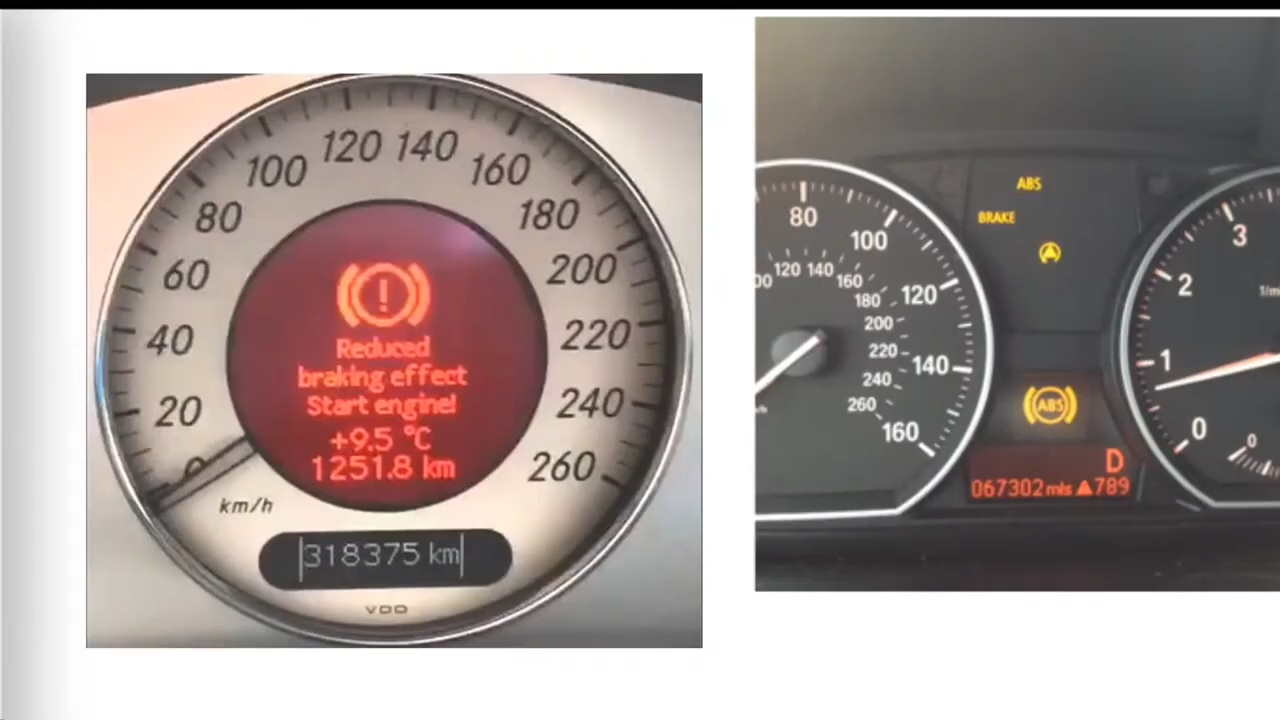 120 140
100 160
80 180
60 200
40 220
20 240
0 260
Reduced
braking effect
Start engine!
+9.5 °C
1251.8 km
km/h
318375 km
VDO
ABS
BRAKE
80
100
120
140
160
120 140
160
180
200
220
240
260
ABS
D
067302 mls ▲789
3
2
1
0
0